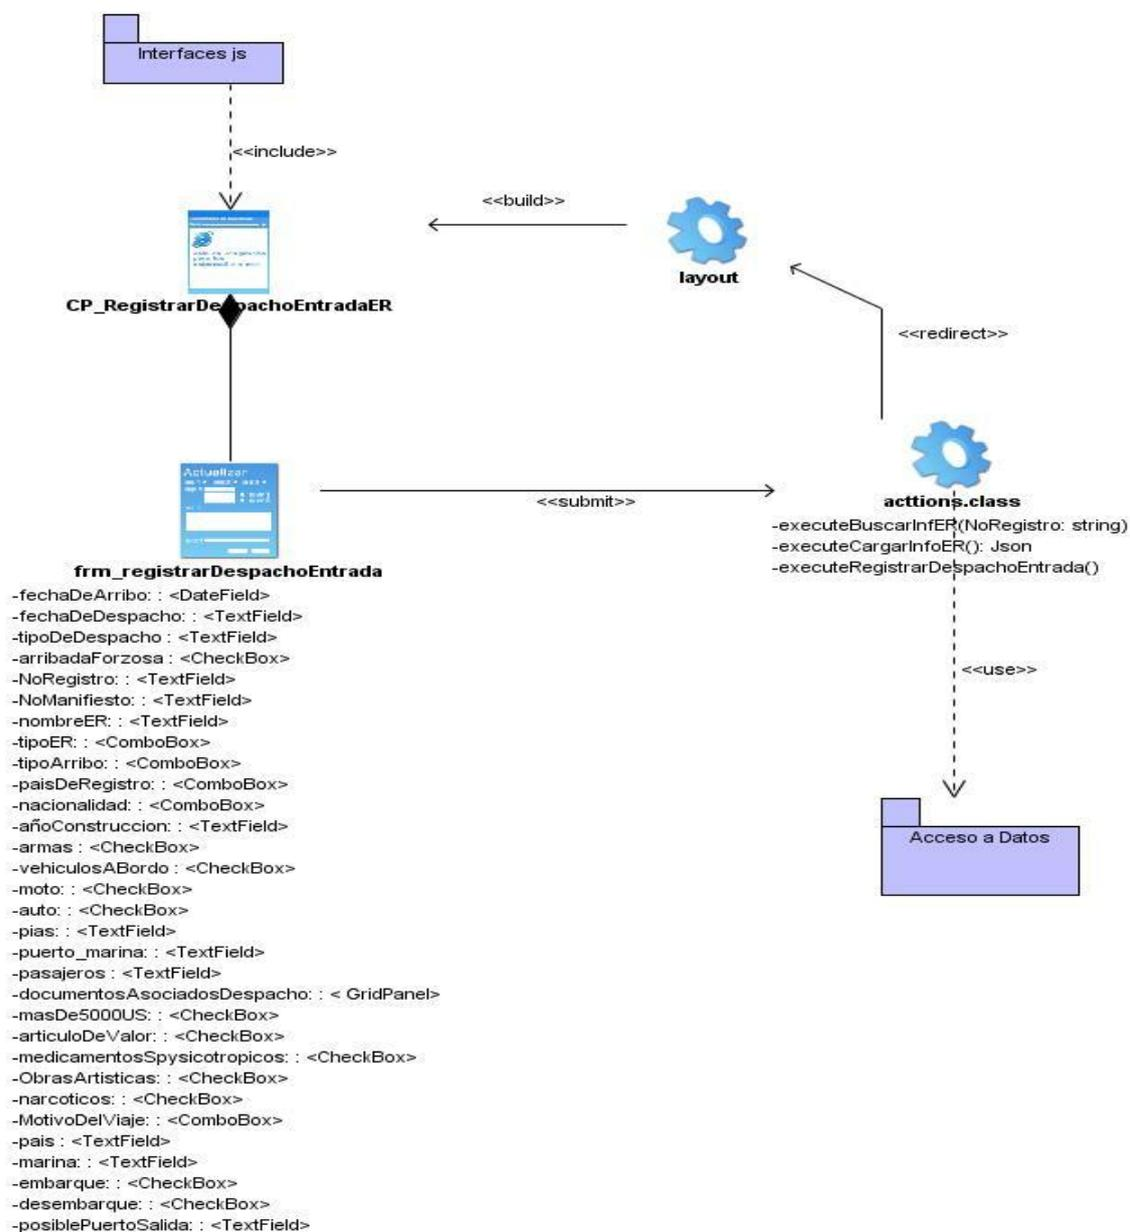 Interfaces js
<<include>>
<<build>>
layout
CP_RegistrarDespachoEntradaER
<<redirect>>
Actualizar
<<submit>>
acttions.class
-executeBuscarInfER(NoRegistro: string)
-executeCargarInfoER(): Json
-executeRegistrarDespachoEntrada()
frm_registrarDespachoEntrada
-fechaDeArribo: : <DateField>
-fechaDeDespacho: : <TextField>
-tipoDeDespacho : <TextField>
-arribadaForzosa : <CheckBox>
-NoRegistro: : <TextField>
-NoManifiesto: : <TextField>
-nombreER: : <TextField>
-tipoER: : <ComboBox>
-tipoArribo: : <ComboBox>
-paisDeRegistro: : <ComboBox>
-nacionalidad: : <ComboBox>
-añoConstruccion: : <TextField>
-armas : <CheckBox>
-vehiculosABordo : <CheckBox>
-moto: : <CheckBox>
-auto: : <CheckBox>
-pias: : <TextField>
-puerto_marina: : <TextField>
-pasajeros : <TextField>
-documentosAsociadosDespacho: : < GridPanel>
-masDe5000US: : <CheckBox>
-articuloDeValor: : <CheckBox>
-medicamentosSpysicotropicos: : <CheckBox>
-ObrasArtisticas: : <CheckBox>
-narcoticos: : <CheckBox>
-MotivoDelViaje: : <ComboBox>
-pais : <TextField>
-marina: : <TextField>
-embarque: : <CheckBox>
-desembarque: : <CheckBox>
-posiblePuertoSalida: : <TextField>
<<use>>
Acceso a Datos